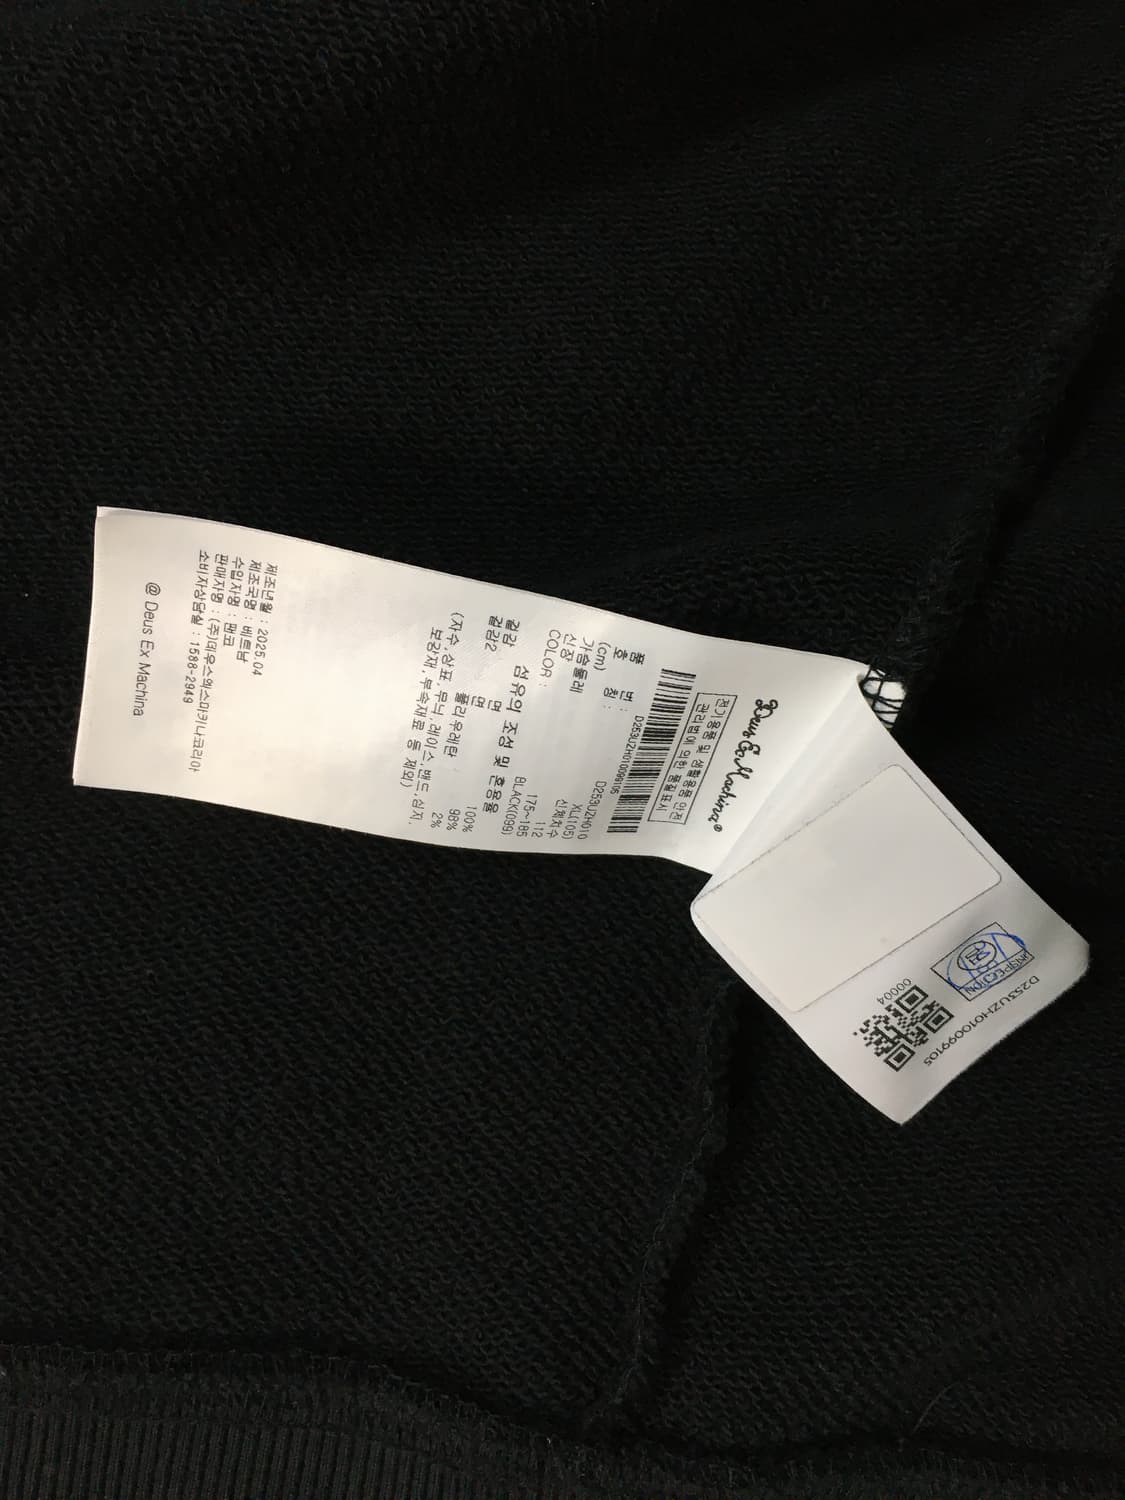 Deus Ex Machina®
전기용품 및 생활용품 안전
관리법에 의한 품질표시
D253UZH010099105
품 번 : D253UZH010
호 칭 : XL(105)
(cm) 신체치수
가슴둘레 112
신장 175~185
COLOR : BLACK(099)
섬유의 조성 및 혼용율
겉감 면 100%
겉감2 면 98%
폴리우레탄 2%
(자수,상표,무늬,레이스,밴드,심지,
보강재,부속재료 등 제외)
제조년월 : 2025.04
제조국명 : 베트남
수입자명 : 팬코
판매자명 : (주)데우스엑스마키나코리아
소비자상담실 : 1588-2949
@ Deus Ex Machina
D253UZH010099105
INSPECTION
00004